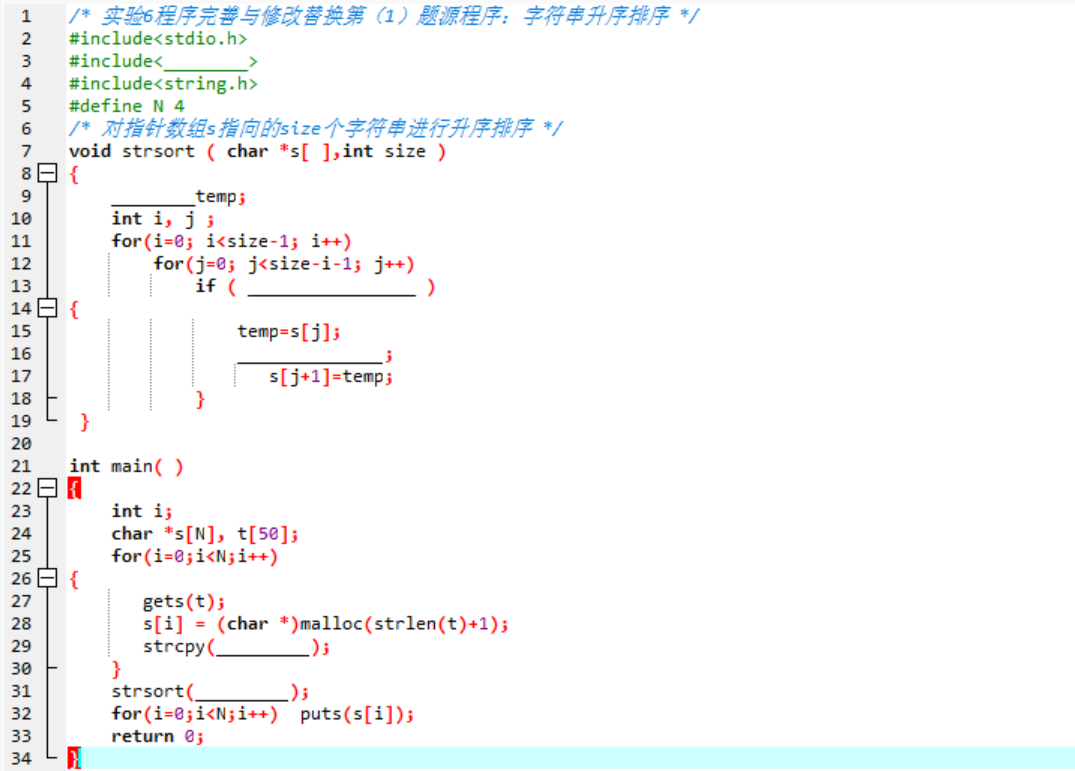 1 /* 实验6程序完善与修改替换第（1）题源程序：字符串升序排序 */
2 #include<stdio.h>
3 #include<________>
4 #include<string.h>
5 #define N 4
6 /* 对指针数组s指向的size个字符串进行升序排序 */
7 void strsort ( char *s[ ],int size )
8 {
9 ________temp;
10 int i, j ;
11 for(i=0; i<size-1; i++)
12 for(j=0; j<size-i-1; j++)
13 if ( ________________ )
14 {
15 temp=s[j];
16 ______________;
17 s[j+1]=temp;
18 }
19 }
20
21 int main( )
22 {
23 int i;
24 char *s[N], t[50];
25 for(i=0;i<N;i++)
26 {
27 gets(t);
28 s[i] = (char *)malloc(strlen(t)+1);
29 strcpy(_________);
30 }
31 strsort(_________);
32 for(i=0;i<N;i++) puts(s[i]);
33 return 0;
34 }